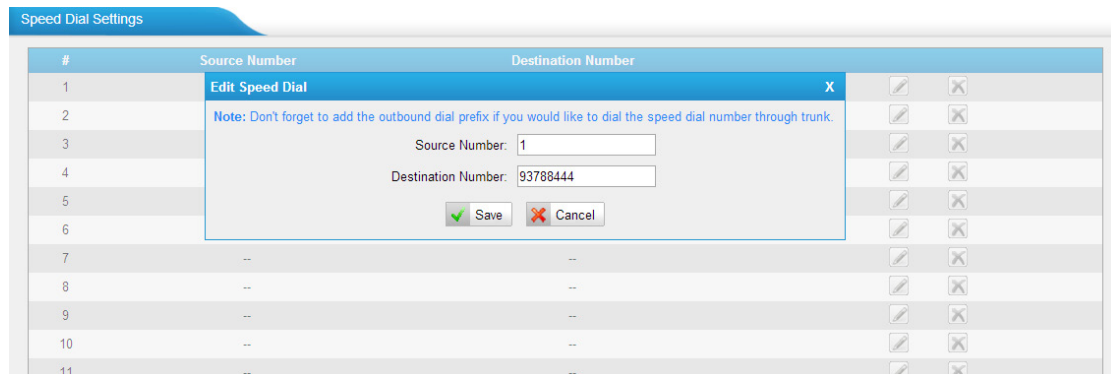 Speed Dial Settings
# Source Number Destination Number
1
Edit Speed Dial X
Note: Don't forget to add the outbound dial prefix if you would like to dial the speed dial number through trunk.
2
3
Source Number: 1
4
Destination Number: 93788444
5
Save Cancel
6
7 -- --
8 -- --
9 -- --
10 -- --
11 -- --